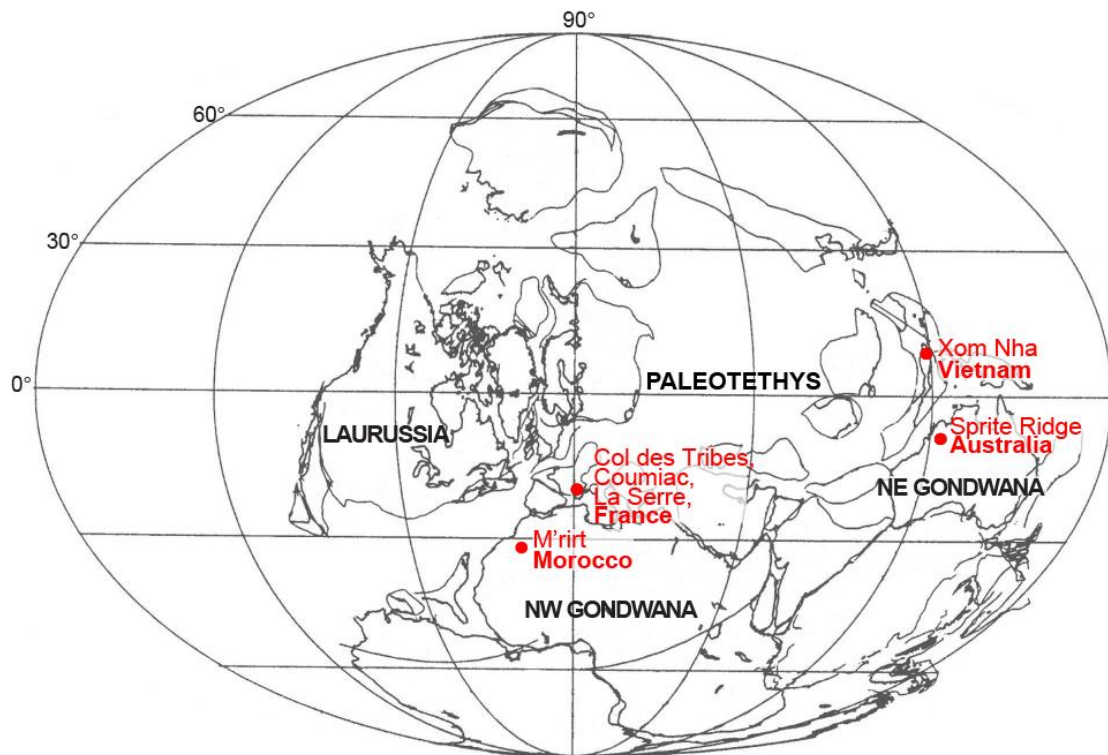 90°
60°
30°
Xom Nha
Vietnam
PALEOTETHYS
0°
Sprite Ridge
Australia
LAURUSSIA
Col des Tribes,
Coumiac,
La Serre,
France
NE GONDWANA
M'rirt
Morocco
NW GONDWANA